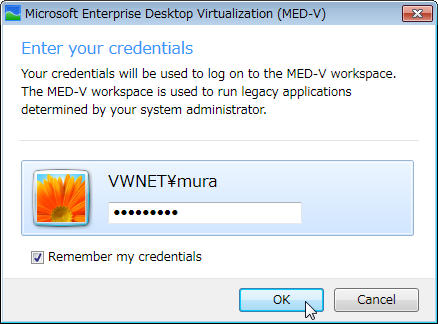 Microsoft Enterprise Desktop Virtualization (MED-V)
Enter your credentials
Your credentials will be used to log on to the MED-V workspace.
The MED-V workspace is used to run legacy applications
determined by your system administrator.
VWNET¥mura
●●●●●●●●●
Remember my credentials
OK
Cancel